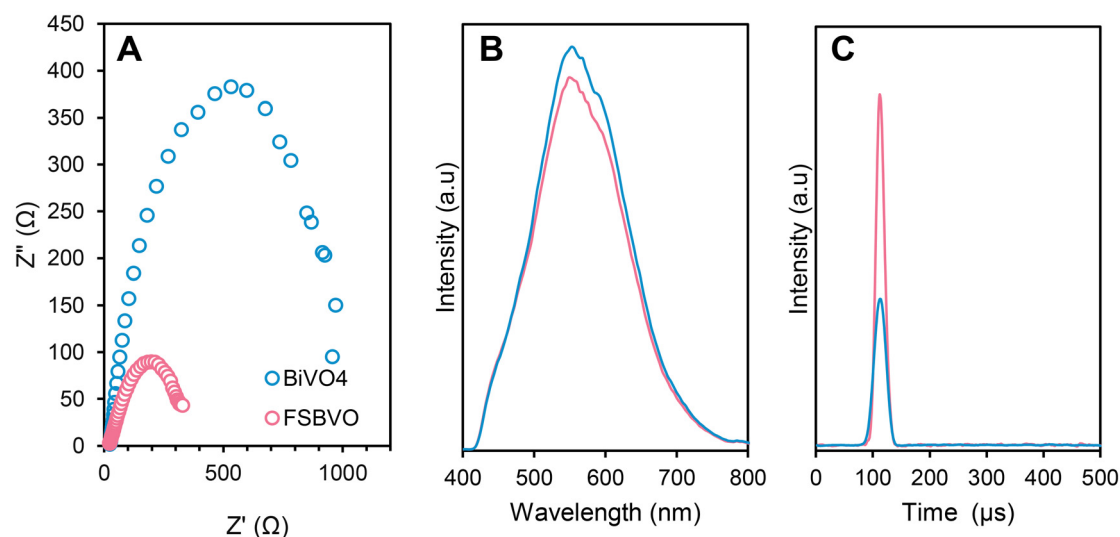 A
450
400
350
300
250
200
150
100
50
0
Z" (Ω)
0
500
1000
Z' (Ω)
BiVO4
FSBVO
B
Intensity (a.u)
400
500
600
700
800
Wavelength (nm)
C
Intensity (a.u)
0
100
200
300
400
500
Time (µs)